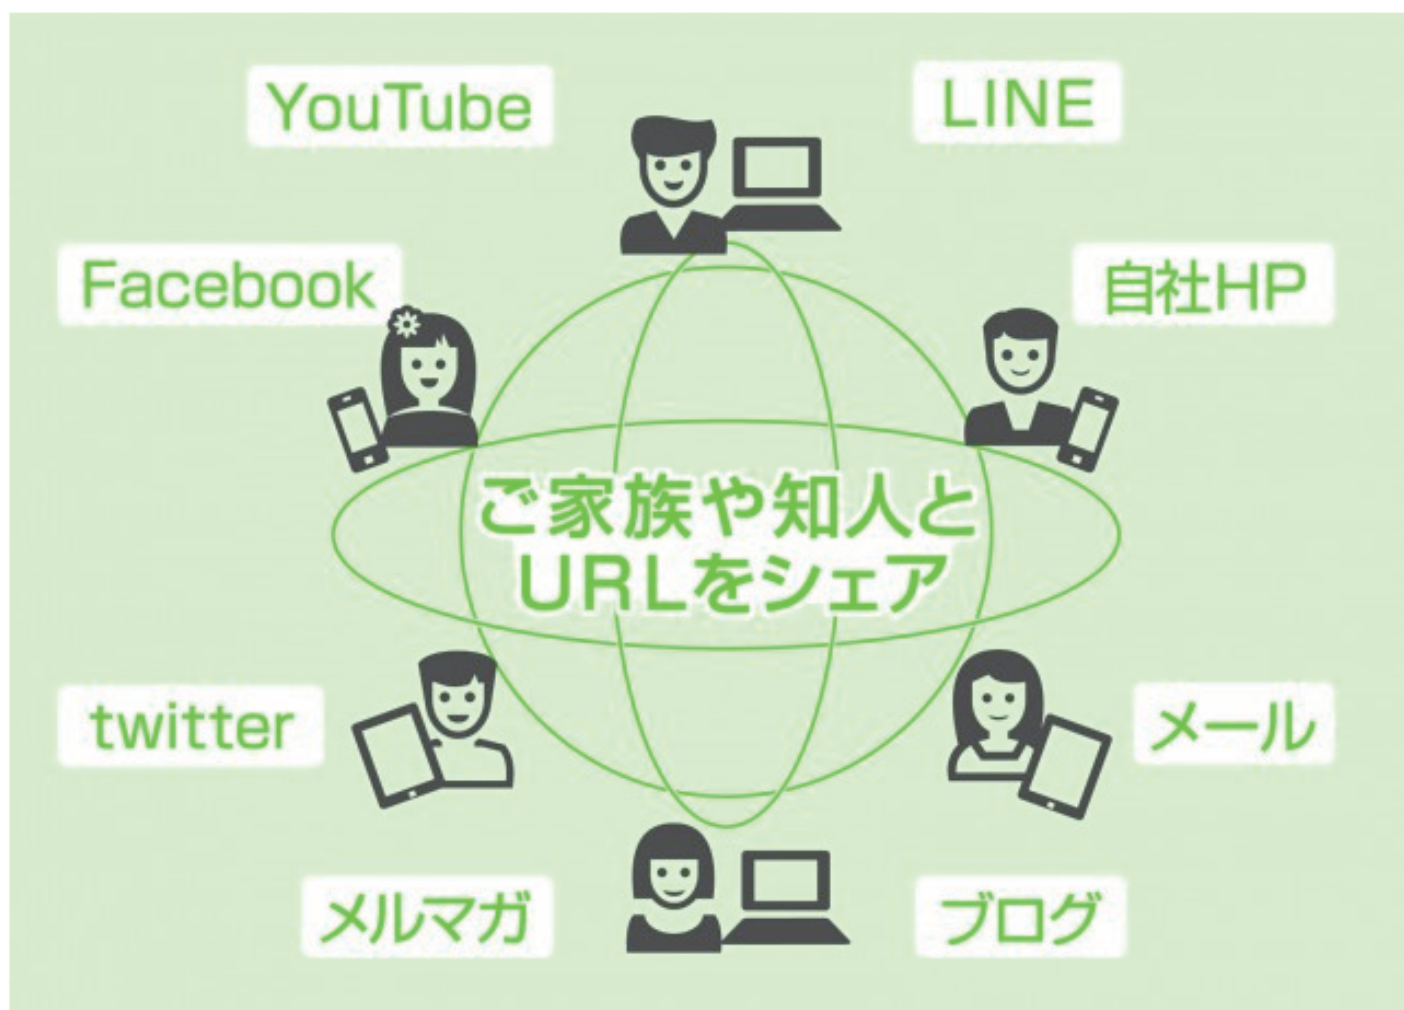 YouTube
LINE
Facebook
自社HP
ご家族や知人と
URLをシェア
twitter
メール
メルマガ
ブログ